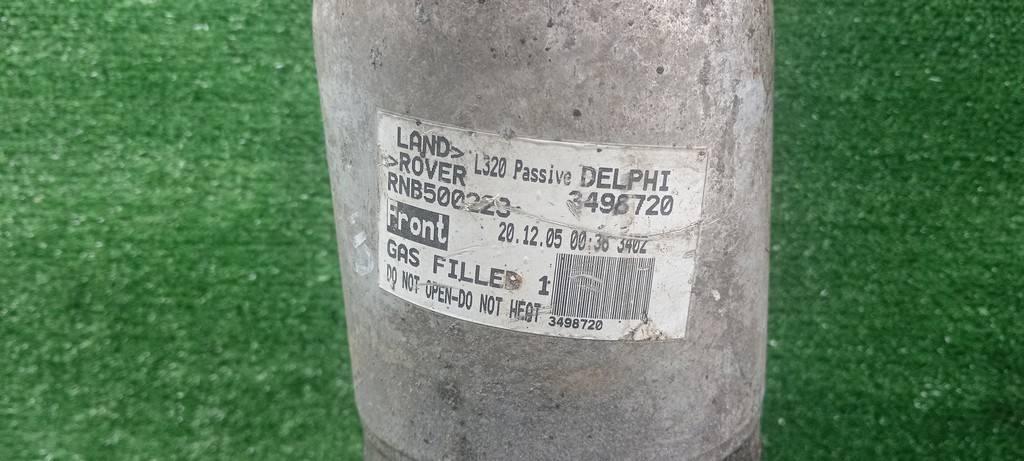 LAND>
>ROVER L320 Passive DELPHI
RNB500223 3498720
Front 20.12.05 00:36 3402
GAS FILLED 1
DO NOT OPEN-DO NOT HEAT
3498720